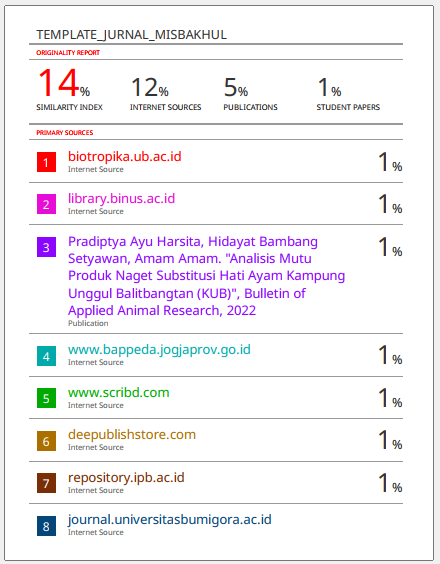 TEMPLATE_JURNAL_MISBAKHUL
ORIGINALITY REPORT
14% 12% 5% 1%
SIMILARITY INDEX INTERNET SOURCES PUBLICATIONS STUDENT PAPERS
PRIMARY SOURCES
1 biotropika.ub.ac.id 1%
Internet Source
2 library.binus.ac.id 1%
Internet Source
3 Pradiptya Ayu Harsita, Hidayat Bambang 1%
Setyawan, Amam Amam. "Analisis Mutu
Produk Naget Substitusi Hati Ayam Kampung
Unggul Balitbangtan (KUB)", Bulletin of
Applied Animal Research, 2022
Publication
4 www.bappeda.jogjaprov.go.id 1%
Internet Source
5 www.scribd.com 1%
Internet Source
6 deepublishstore.com 1%
Internet Source
7 repository.ipb.ac.id 1%
Internet Source
8 journal.universitasbumigora.ac.id
Internet Source